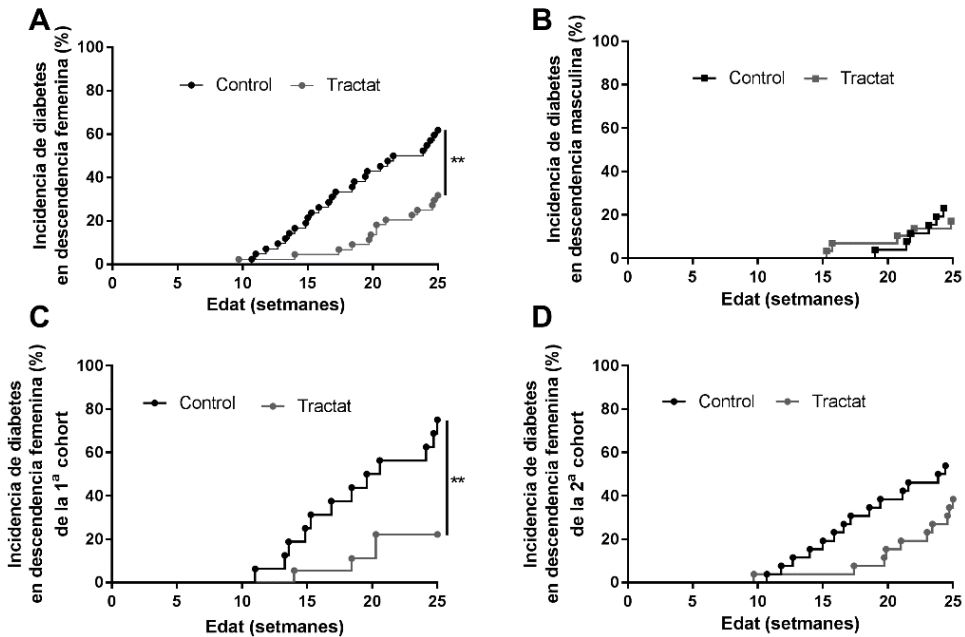 A
Incidencia de diabetes
en descendencia femenina (%)
100
80
60
40
20
0
Control
Tractat
**
0
5
10
15
20
25
Edat (setmanes)
B
Incidencia de diabetes
en descendencia masculina (%)
100
80
60
40
20
0
Control
Tractat
0
5
10
15
20
25
Edat (setmanes)
C
Incidencia de diabetes
en descendencia femenina (%)
de la 1ª cohort
100
80
60
40
20
0
Control
Tractat
**
0
5
10
15
20
25
Edat (setmanes)
D
Incidencia de diabetes
en descendencia femenina (%)
de la 2ª cohort
100
80
60
40
20
0
Control
Tractat
0
5
10
15
20
25
Edat (setmanes)